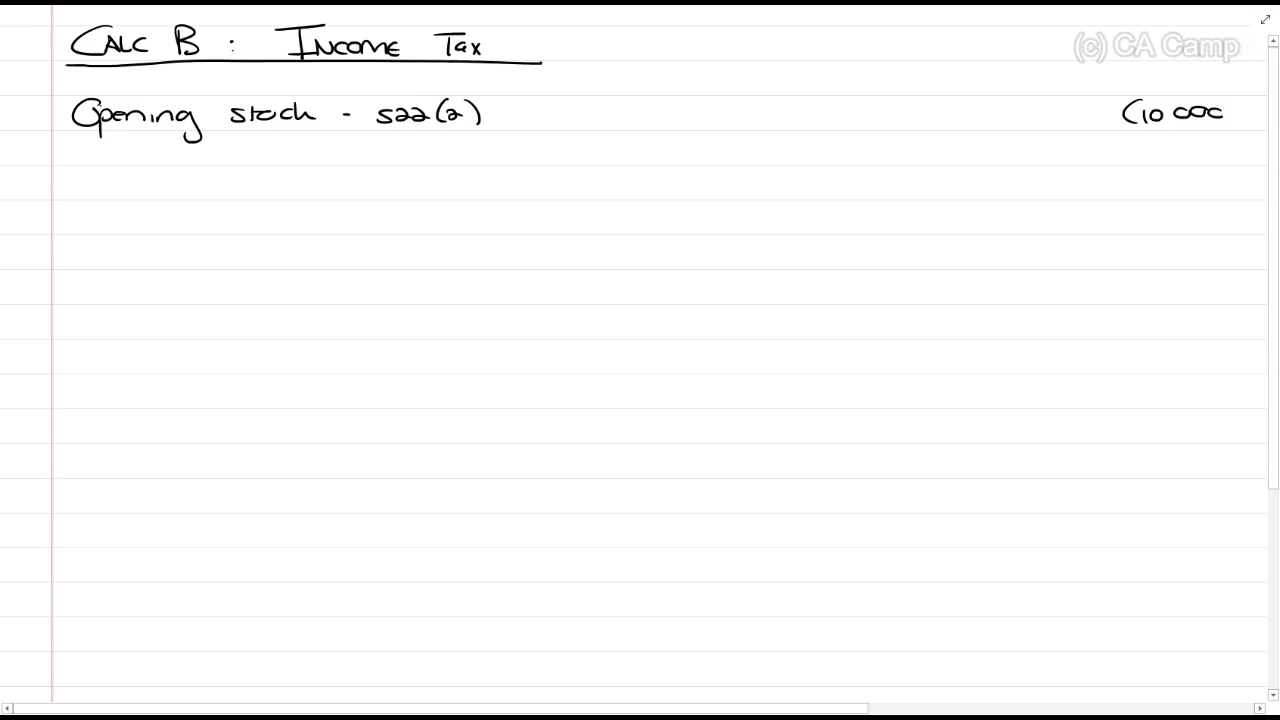 CALC B : INCOME TAX
(c) CA Camp
Opening stock - s22(2) (10 000